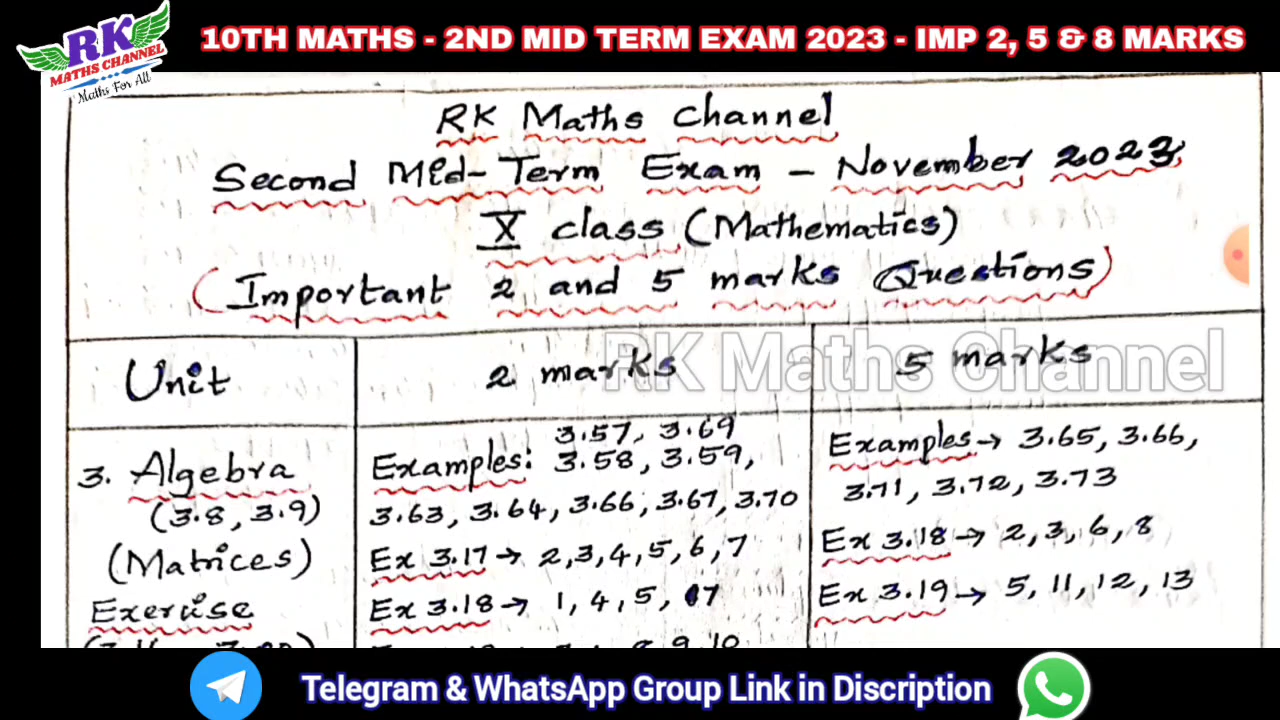 RK
MATHS CHANNEL
Maths For All
10TH MATHS - 2ND MID TERM EXAM 2023 - IMP 2, 5 & 8 MARKS
RK Maths Channel
Second Mid-Term Exam - November 2023
X class (Mathematics)
(Important 2 and 5 marks Questions)
RK Maths Channel
Unit
2 marks
5 marks
3. Algebra
(3.8, 3.9)
(Matrices)
Exercise
3.57, 3.69
Examples: 3.58, 3.59,
3.63, 3.64, 3.66, 3.67, 3.70
Ex 3.17 → 2,3,4,5,6,7
Ex 3.18 → 1,4,5,
Examples → 3.65, 3.66,
3.71, 3.72, 3.73
Ex 3.18 → 2, 3, 6, 8
Ex 3.19 → 5, 11, 12, 13
Telegram & WhatsApp Group Link in Discription